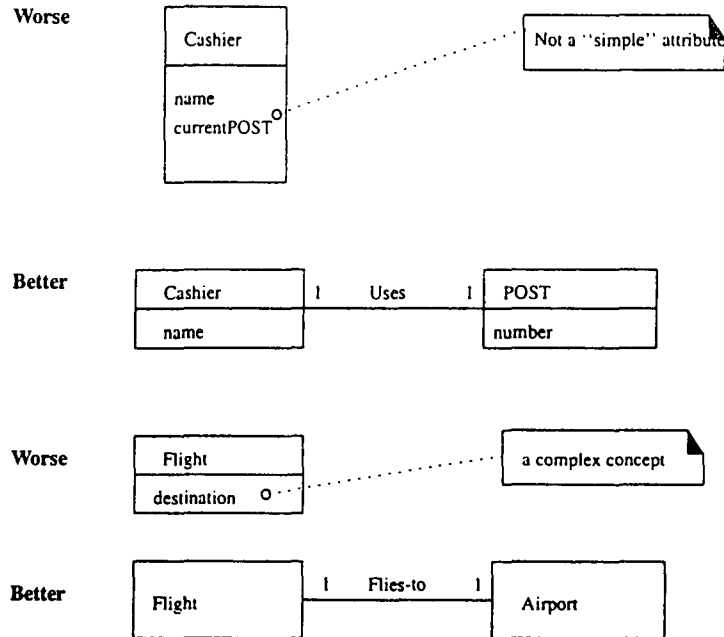 Worse
Cashier
Not a ``simple'' attribute
name
currentPOST
Better
Cashier
1 Uses 1
POST
name
number
Worse
Flight
a complex concept
destination
Better
Flight
1 Flies-to 1
Airport